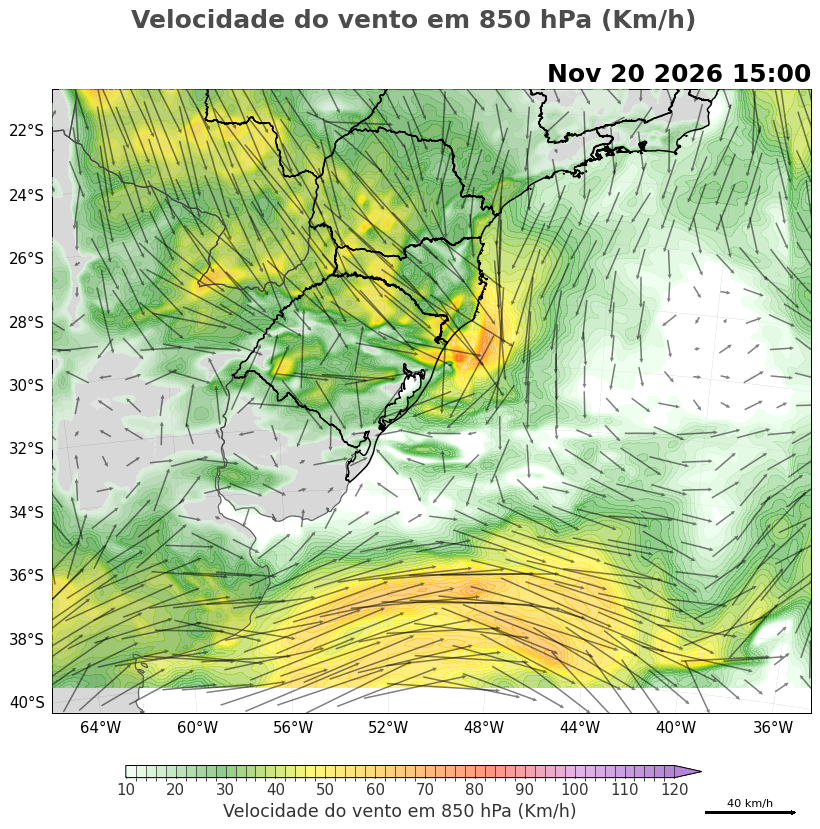 Velocidade do vento em 850 hPa (Km/h)
Nov 20 2026 15:00
22°S
24°S
26°S
28°S
30°S
32°S
34°S
36°S
38°S
40°S
64°W 60°W 56°W 52°W 48°W 44°W 40°W 36°W
10 20 30 40 50 60 70 80 90 100 110 120
Velocidade do vento em 850 hPa (Km/h)
40 km/h